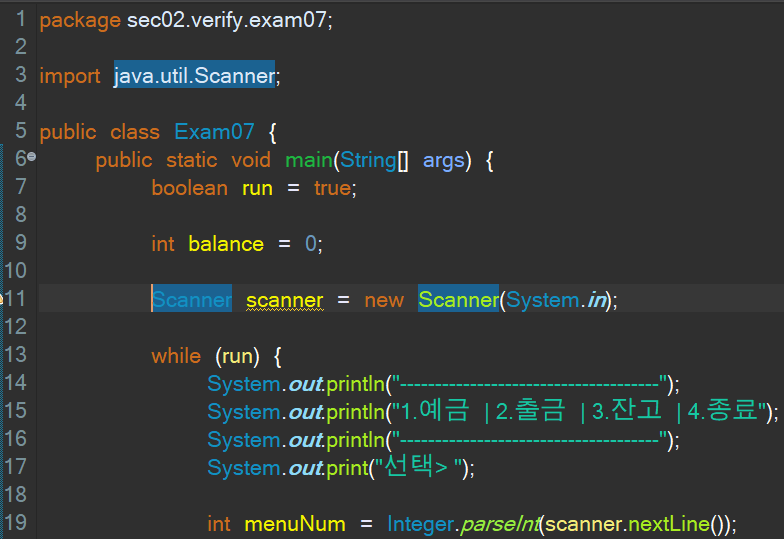 1 package sec02.verify.exam07;
2
3 import java.util.Scanner;
4
5 public class Exam07 {
6 public static void main(String[] args) {
7 boolean run = true;
8
9 int balance = 0;
10
11 Scanner scanner = new Scanner(System.in);
12
13 while (run) {
14 System.out.println("-------------------------------------");
15 System.out.println("1.예금 | 2.출금 | 3.잔고 | 4.종료");
16 System.out.println("-------------------------------------");
17 System.out.print("선택> ");
18
19 int menuNum = Integer.parseInt(scanner.nextLine());